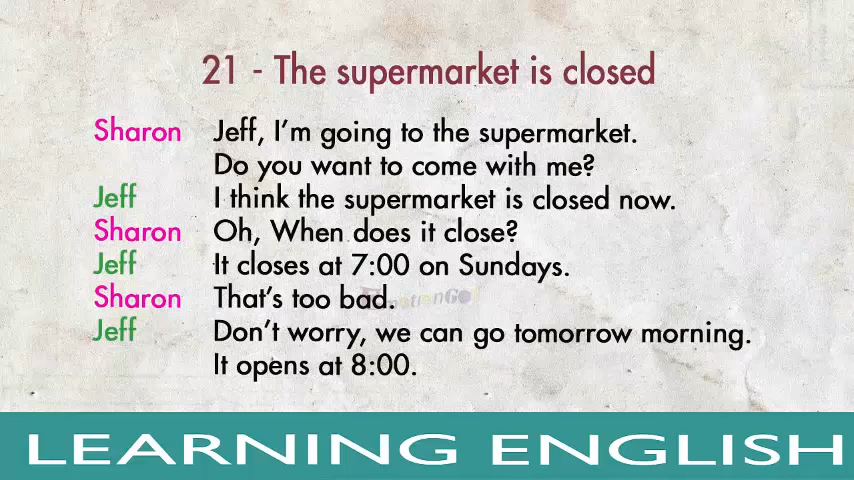 21 - The supermarket is closed
Sharon Jeff, I'm going to the supermarket.
Do you want to come with me?
Jeff I think the supermarket is closed now.
Sharon Oh, When does it close?
Jeff It closes at 7:00 on Sundays.
Sharon That's too bad.
Jeff Don't worry, we can go tomorrow morning.
It opens at 8:00.
LEARNING ENGLISH